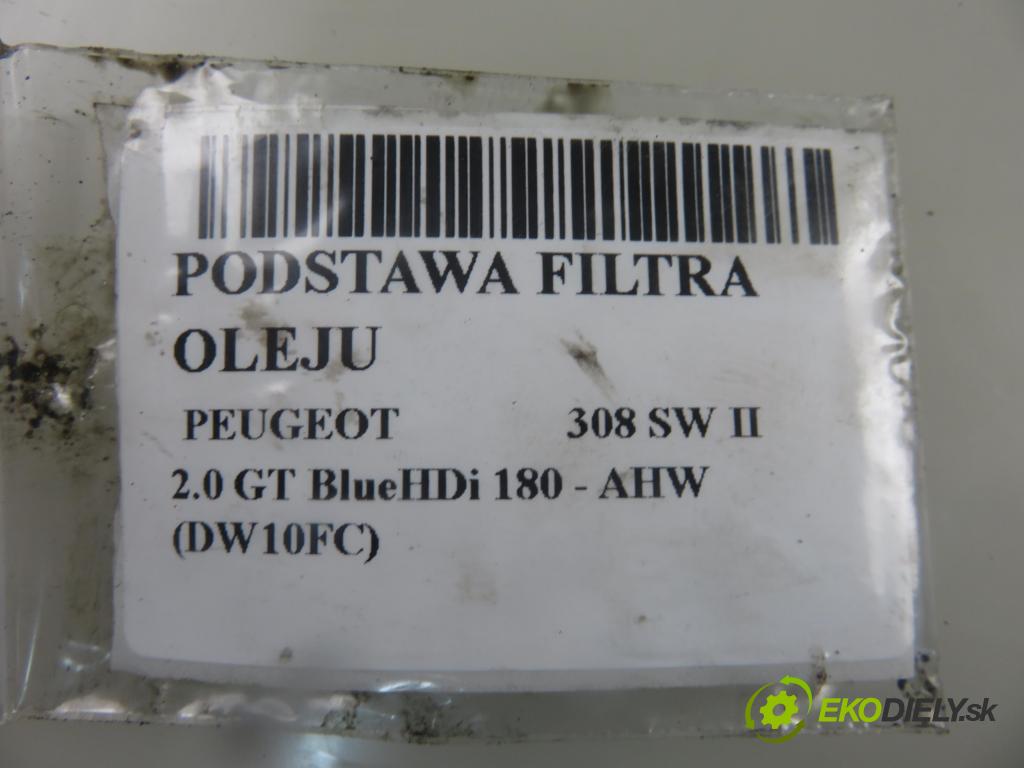 PODSTAWA FILTRA
OLEJU
PEUGEOT 308 SW II
2.0 GT BlueHDi 180 - AHW
(DW10FC)
EKODIELY.sk